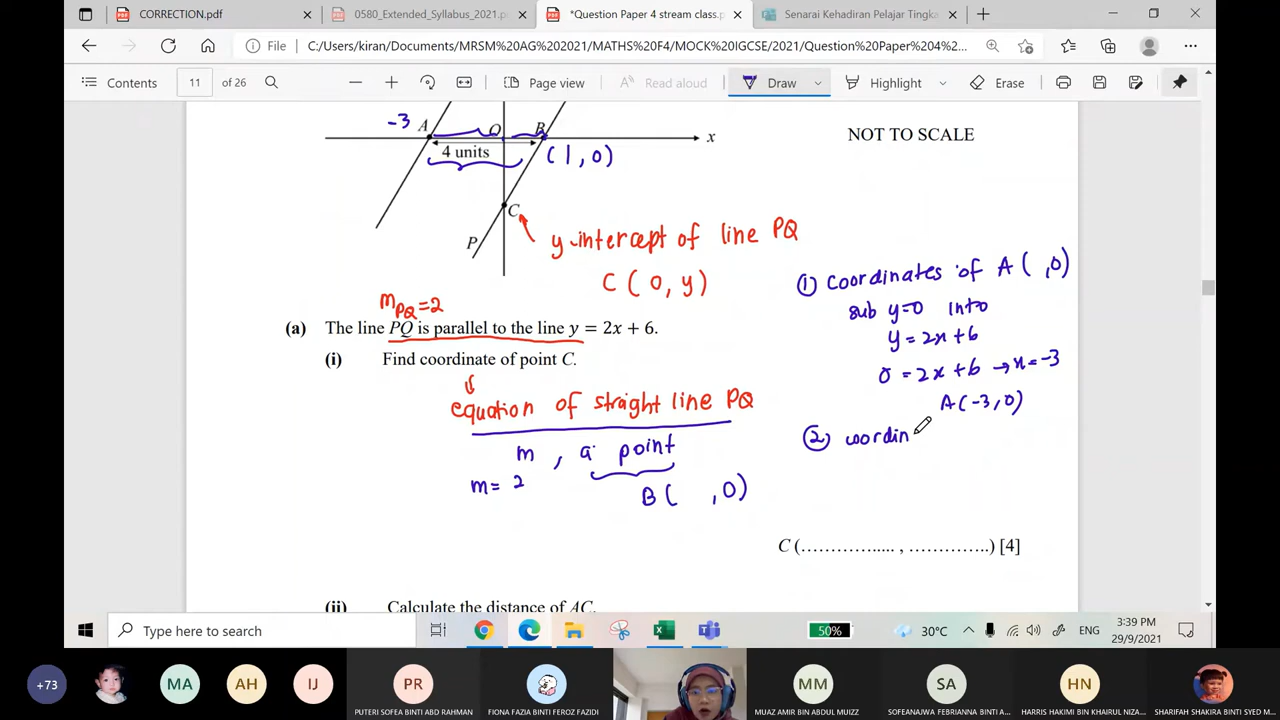 CORRECTION.pdf
0580_Extended_Syllabus_2021.pdf
*Question Paper 4 stream class.pdf
Senarai Kehadiran Pelajar Tingka
File
C:/Users/kiran/Documents/MRSM%20AG%202021/MATHS%20F4/MOCK%20IGCSE/2021/Question%20Paper%204%2...
Contents
11 of 26
Page view
Read aloud
Draw
Highlight
Erase
-3 A O B x
NOT TO SCALE
4 units
(1, 0)
C
P
y-intercept of line PQ
C ( 0, y )
① Coordinates of A ( , 0)
sub y=0 into
y = 2x + 6
0 = 2x + 6 → x = -3
A (-3, 0)
② coordin
m PQ = 2
(a) The line PQ is parallel to the line y = 2x + 6.
(i) Find coordinate of point C.
equation of straight line PQ
m , a point
m = 2
B ( , 0)
C (……………... , …………..) [4]
(ii) Calculate the distance of AC.
Type here to search
50%
30°C
ENG
3:39 PM
29/9/2021
+73
MA
AH
IJ
PR
MM
SA
HN
PUTERI SOFEA BINTI ABD RAHMAN
FIONA FAZIA BINTI FEROZ FAZIDI
MUAZ AMIR BIN ABDUL MUIZZ
SOFEANAJWA FEBRIANNA BINTI A...
HARRIS HAKIMI BIN KHAIRUL NIZA...
SHARIFAH SHAKIRA BINTI SYED M...